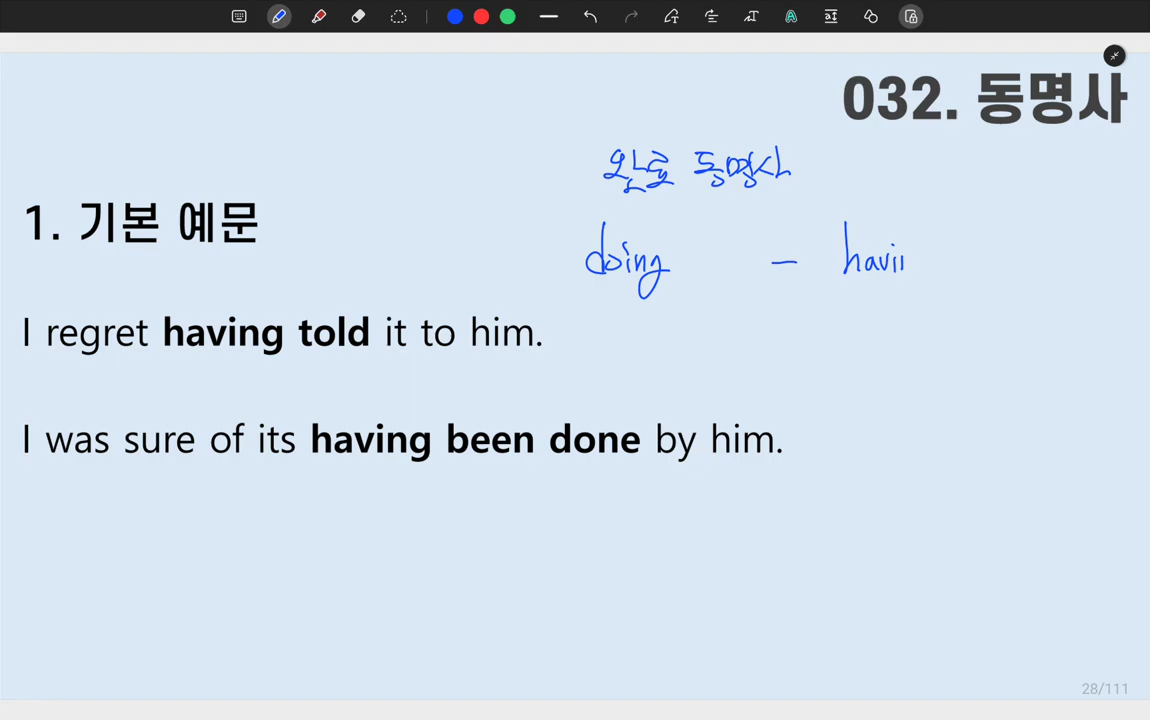 032. 동명사
완료 동명사
1. 기본 예문
doing – havii
I regret having told it to him.
I was sure of its having been done by him.
28/111